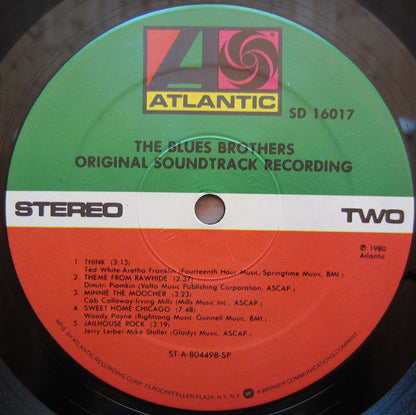 ATLANTIC
SD 16017
THE BLUES BROTHERS
ORIGINAL SOUNDTRACK RECORDING
STEREO
TWO
℗ 1980
Atlantic
1. THINK (3:13)
Ted White-Aretha Franklin (Fourteenth Hour Music, Springtime Music, BMI.)
2. THEME FROM RAWHIDE (2:37)
Dimitri Piomkin (Volta Music Publishing Corporation, ASCAP.)
3. MINNIE THE MOOCHER (3:23)
Cab Calloway-Irving Mills (Mills Music Inc. ASCAP.)
4. SWEET HOME CHICAGO (7:48)
Woody Payne (Rightsong Music, Gunnell Music, BMI.)
5. JAILHOUSE ROCK (3:19)
Jerry Leiber-Mike Stoller (Gladys Music, ASCAP.)
ST-A-804498-SP
MFG. BY ATLANTIC RECORDING CORP. 75 ROCKEFELLER PLAZA. N.Y. N.Y. A WARNER COMMUNICATIONS COMPANY